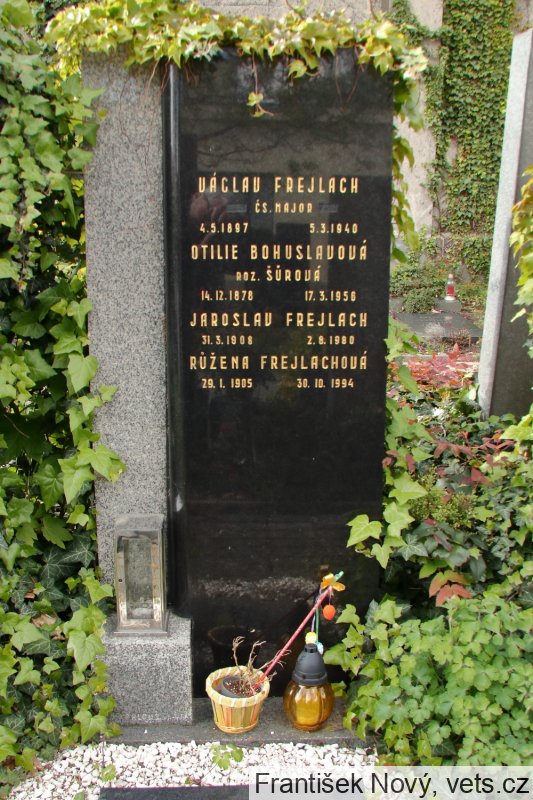 VÁCLAV FREJLACH
ČS. MAJOR
4.5.1897 5.3.1940
OTILIE BOHUSLAVOVÁ
ROZ. ŠŮROVÁ
14.12.1878 17.3.1956
JAROSLAV FREJLACH
31.3.1908 2.8.1980
RŮŽENA FREJLACHOVÁ
29.1.1905 30.10.1994
František Nový, vets.cz